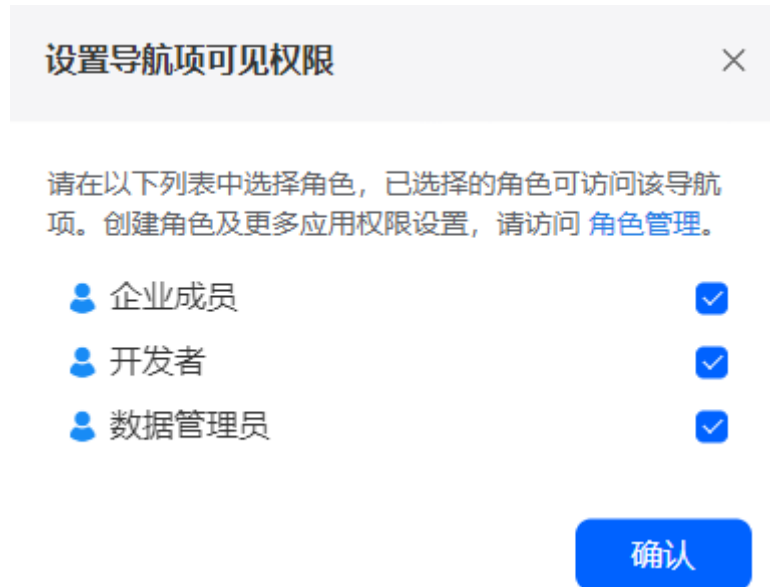 设置导航项可见权限
请在以下列表中选择角色，已选择的角色可访问该导航
项。创建角色及更多应用权限设置，请访问 角色管理。
企业成员
开发者
数据管理员
确认